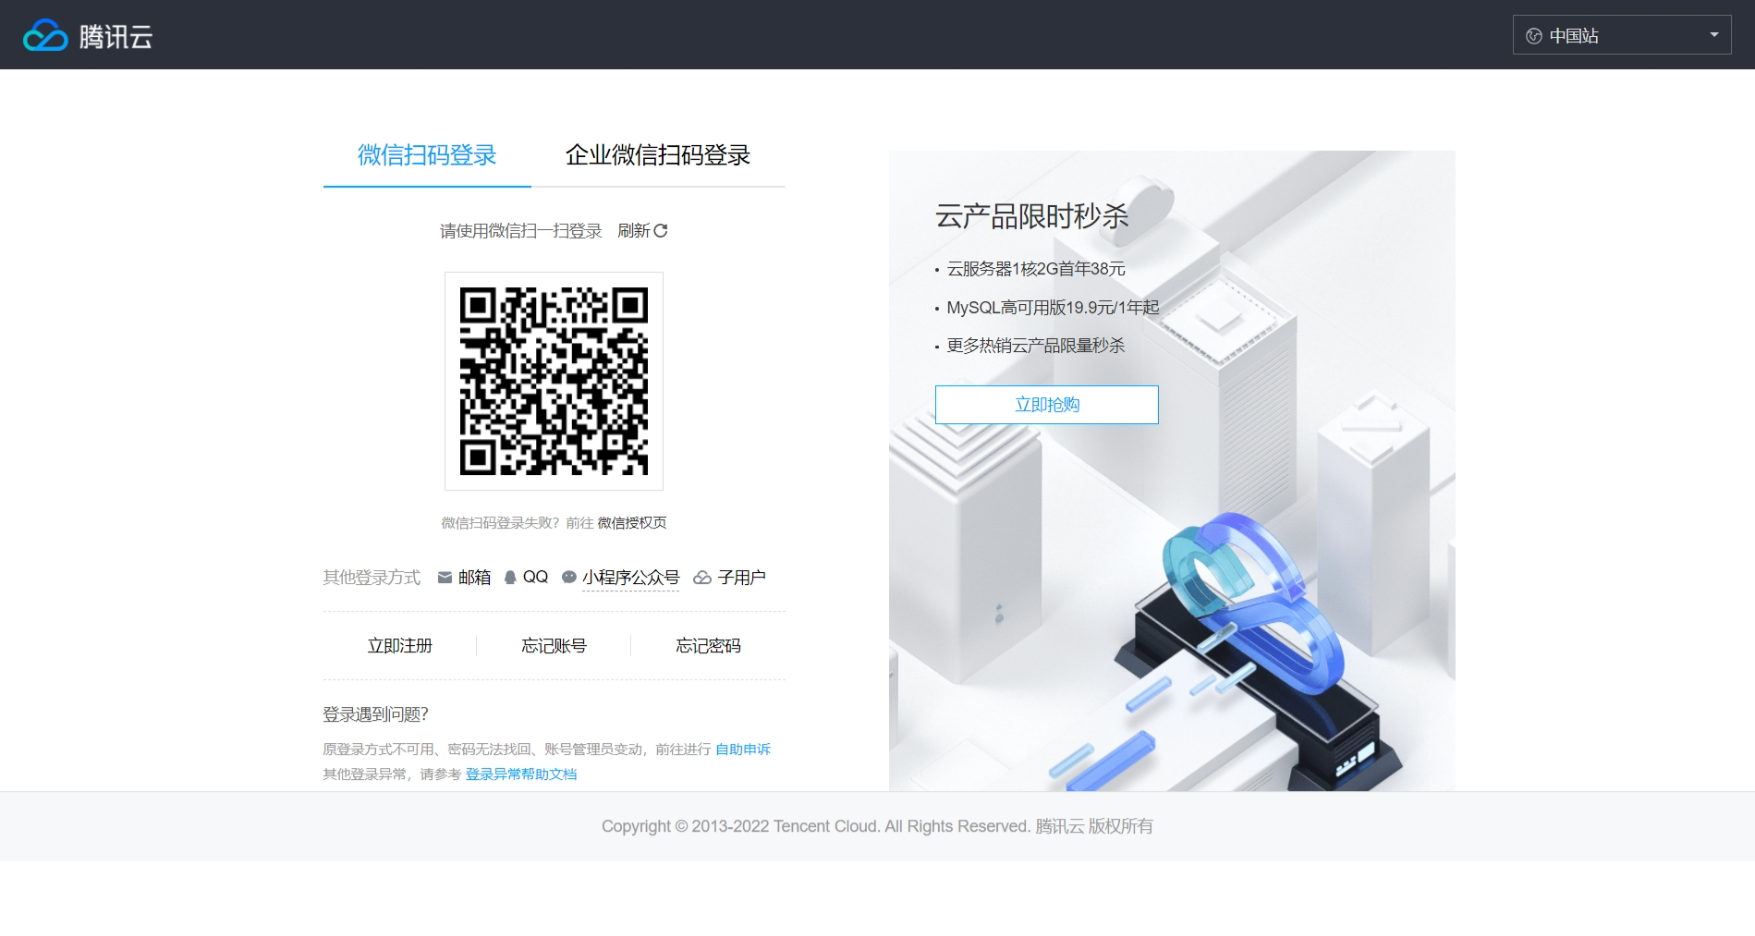 腾讯云
中国站
微信扫码登录 企业微信扫码登录
请使用微信扫一扫登录 刷新
微信扫码登录失败？前往 微信授权页
其他登录方式 邮箱 QQ 小程序公众号 子用户
立即注册 忘记账号 忘记密码
登录遇到问题？
原登录方式不可用、密码无法找回、账号管理员变动，前往进行 自助申诉
其他登录异常，请参考 登录异常帮助文档
云产品限时秒杀
云服务器1核2G首年38元
MySQL高可用版19.9元/1年起
更多热销云产品限量秒杀
立即抢购
Copyright © 2013-2022 Tencent Cloud. All Rights Reserved. 腾讯云 版权所有